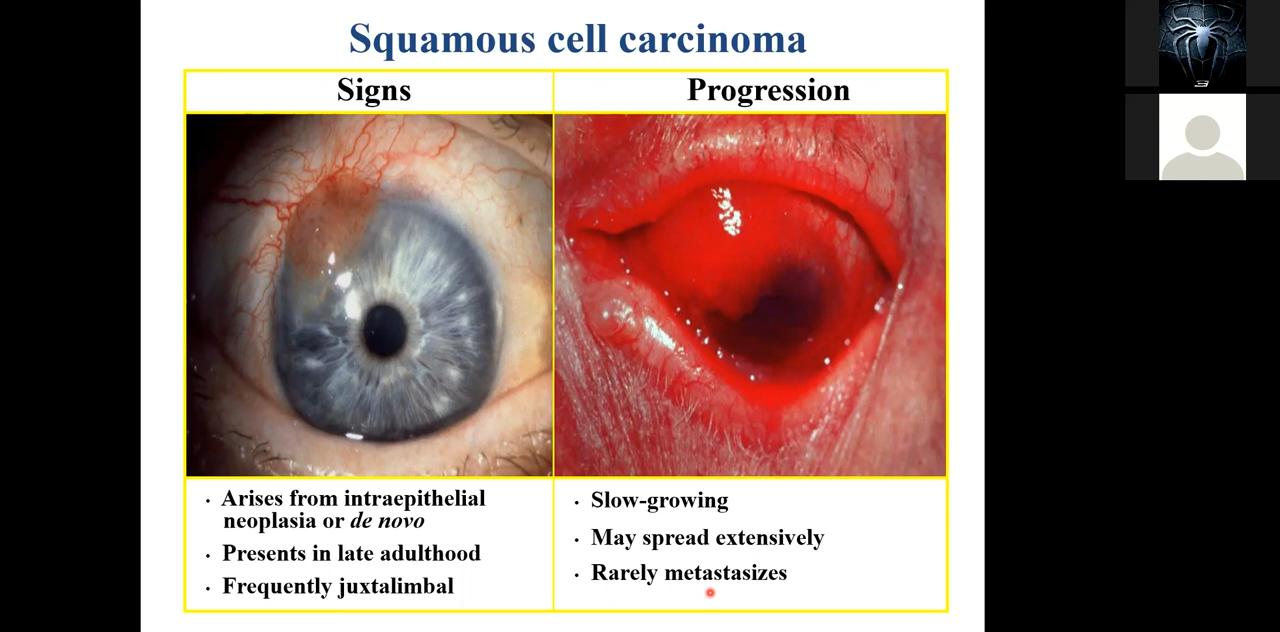 Squamous cell carcinoma
Signs
Progression
· Arises from intraepithelial
neoplasia or de novo
· Presents in late adulthood
· Frequently juxtalimbal
· Slow-growing
· May spread extensively
· Rarely metastasizes
3